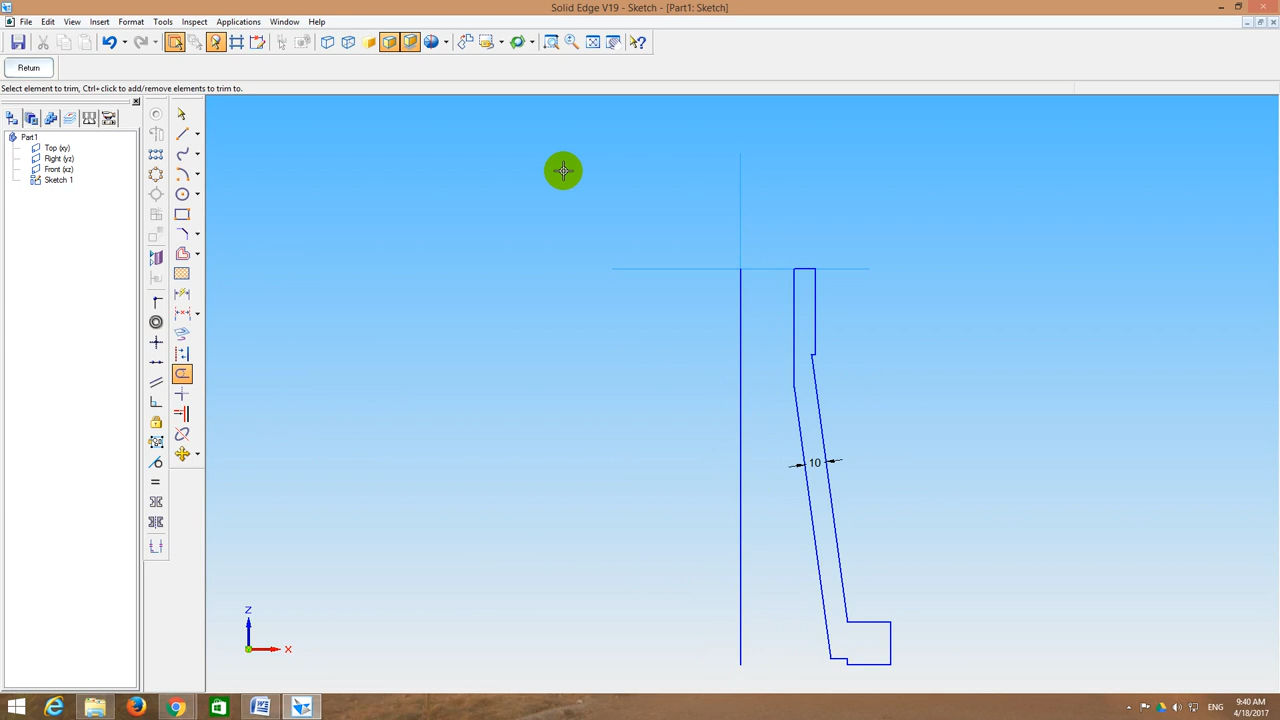 Solid Edge V19 - Sketch - [Part1: Sketch]
File Edit View Insert Format Tools Inspect Applications Window Help
Return
Select element to trim, Ctrl+click to add/remove elements to trim to.
Part1
Top (xy)
Right (yz)
Front (xz)
Sketch 1
10
Z
X
ENG
9:40 AM
4/18/2017